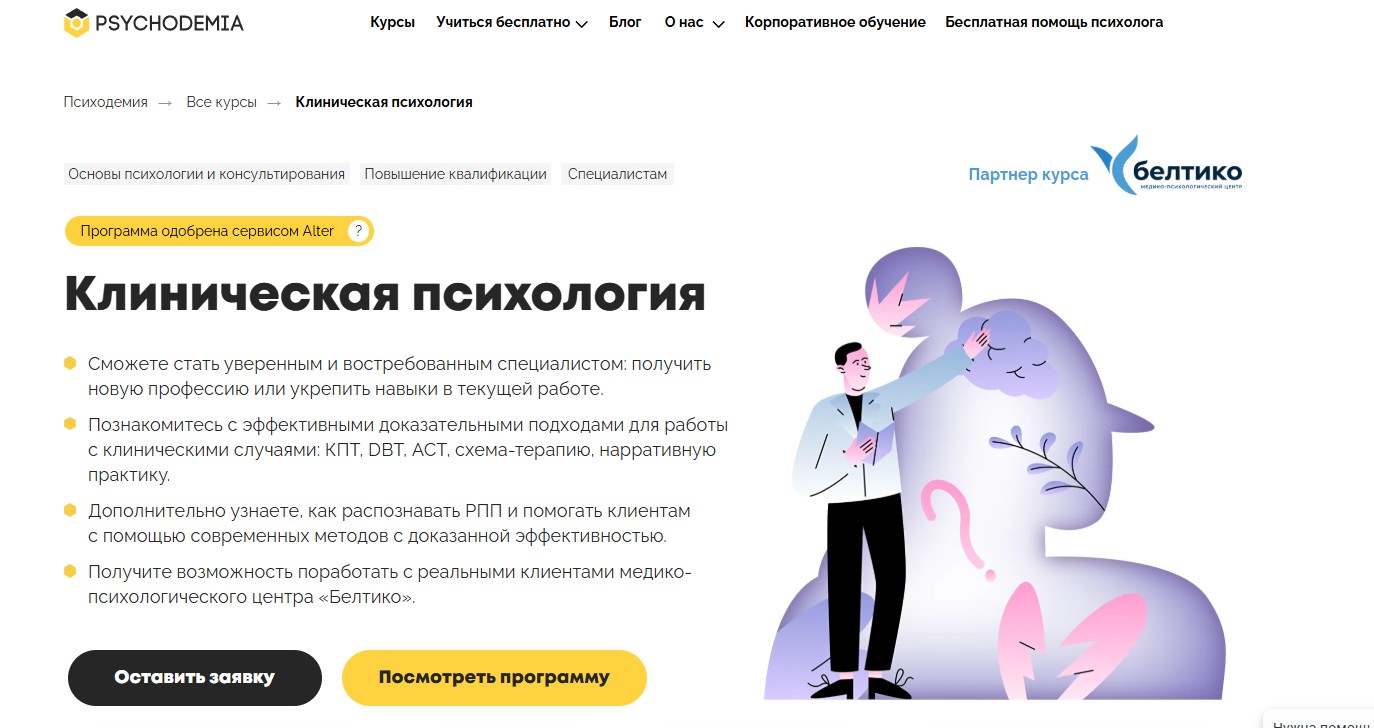 PSYCHODEMIA
Курсы Учиться бесплатно Блог О нас Корпоративное обучение Бесплатная помощь психолога
Психодемия → Все курсы → Клиническая психология
Основы психологии и консультирования Повышение квалификации Специалистам
Партнер курса
белтико
МЕДИКО-ПСИХОЛОГИЧЕСКИЙ ЦЕНТР
Программа одобрена сервисом Alter ?
Клиническая психология
Сможете стать уверенным и востребованным специалистом: получить
новую профессию или укрепить навыки в текущей работе.
Познакомитесь с эффективными доказательными подходами для работы
с клиническими случаями: КПТ, DBT, ACT, схема-терапию, нарративную
практику.
Дополнительно узнаете, как распознавать РПП и помогать клиентам
с помощью современных методов с доказанной эффективностью.
Получите возможность поработать с реальными клиентами медико-
психологического центра «Белтико».
Оставить заявку Посмотреть программу